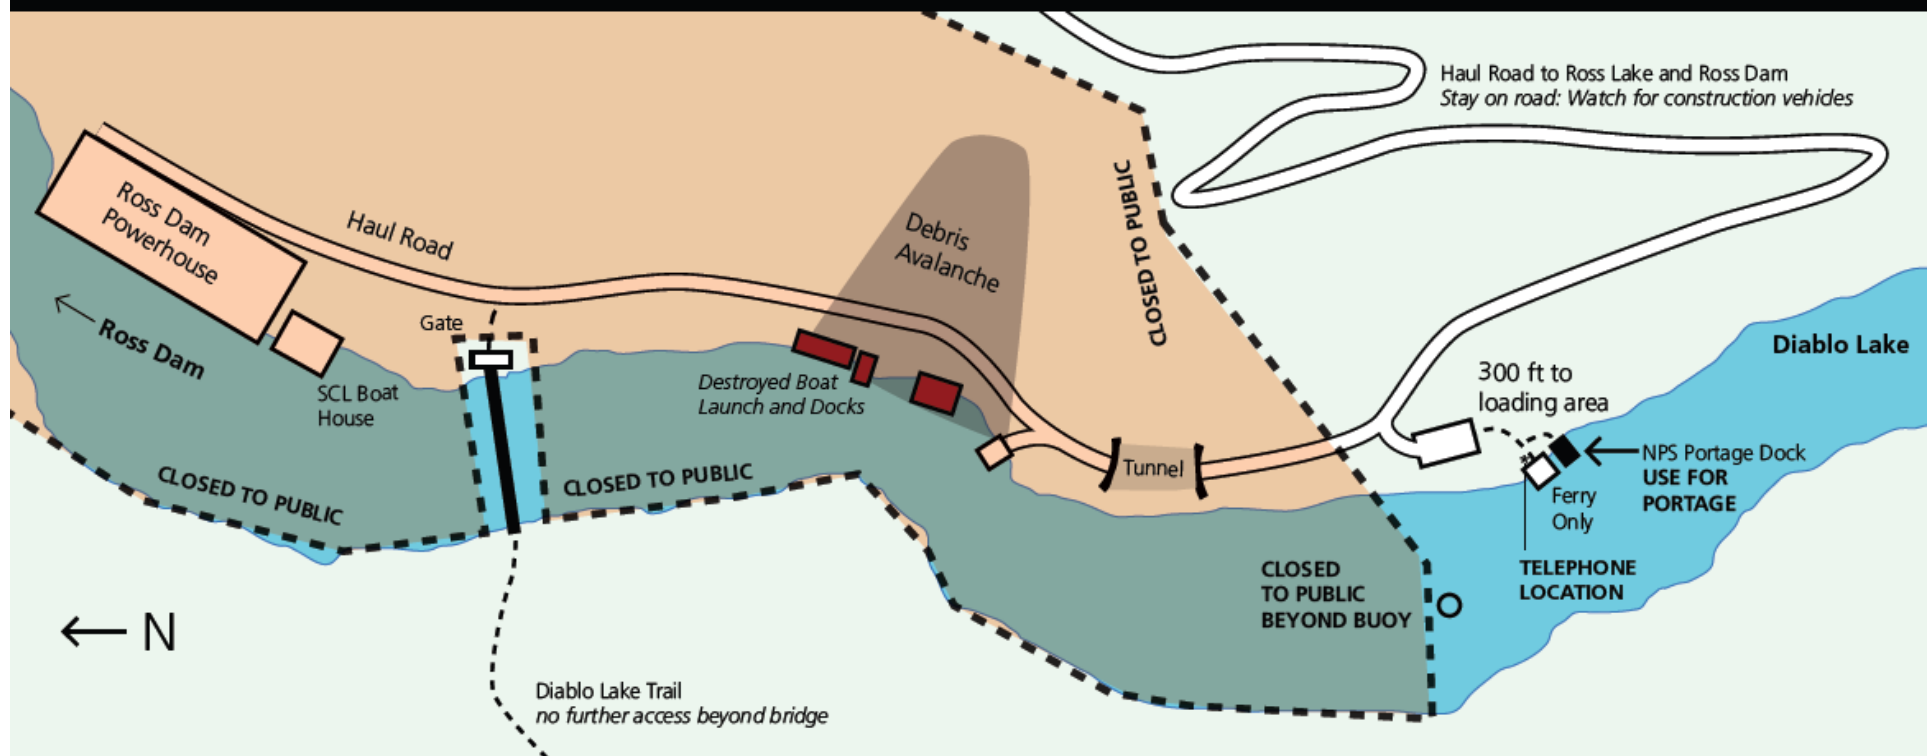 Haul Road to Ross Lake and Ross Dam
Stay on road: Watch for construction vehicles
CLOSED TO PUBLIC
Debris
Avalanche
Haul Road
Ross Dam
Powerhouse
Ross Dam
Gate
SCL Boat
House
Destroyed Boat
Launch and Docks
CLOSED TO PUBLIC
CLOSED TO PUBLIC
Tunnel
Diablo Lake
300 ft to
loading area
NPS Portage Dock
USE FOR
PORTAGE
Ferry
Only
TELEPHONE
LOCATION
CLOSED
TO PUBLIC
BEYOND BUOY
N
Diablo Lake Trail
no further access beyond bridge